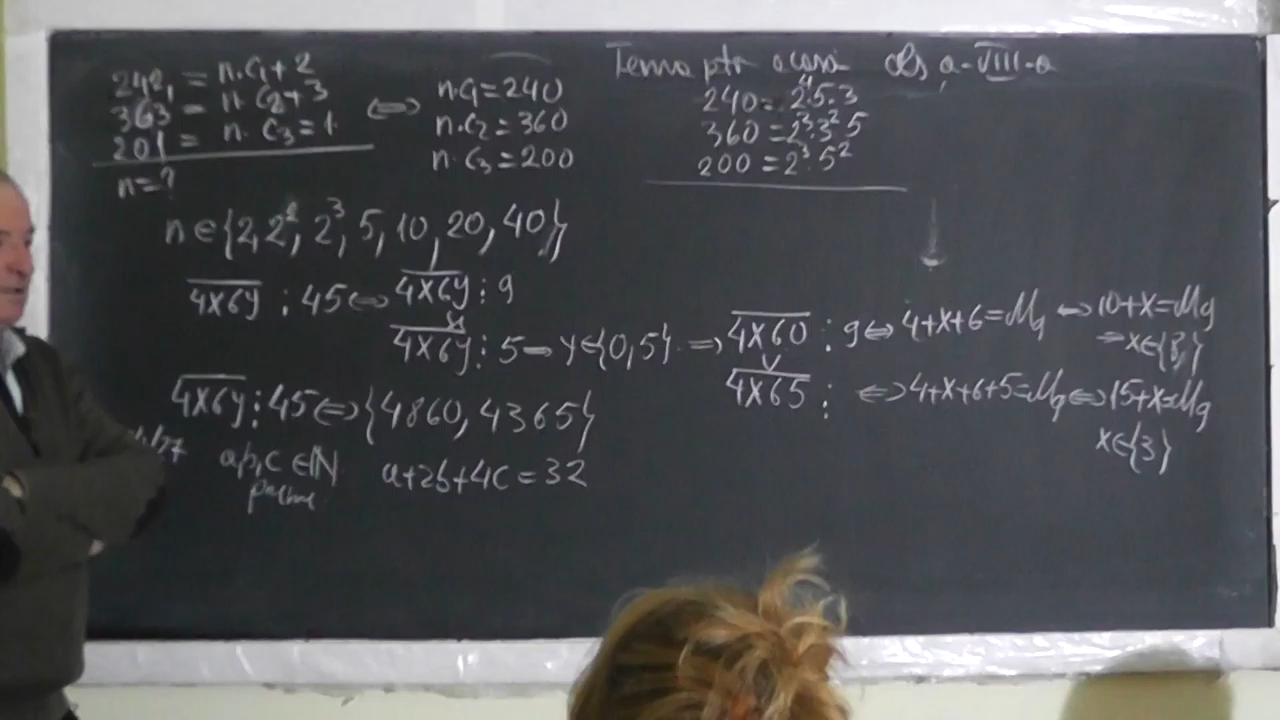 Tema ptr acasă cls a-VIII-a
242 = n·c₁+2
363 = n·c₂+3
201 = n·c₃=1
n=?
⇔ n·c₁=240
n·c₂=360
n·c₃=200
240=2⁴·5·3
360=2³·3²·5
200=2³·5²
n∈{2,2²,2³,5,10,20,40}
4x6y ⋮ 45 ⇔ 4x6y ⋮ 9
4x6y ⋮ 5 ⇒ y∈{0,5} ⇒ 4x60 ⋮ 9 ⇔ 4+x+6=M₉ ⇔ 10+x=M₉
⇒ x∈{8}
4x65 ⋮ ⇔ 4+x+6+5=M₉ ⇔ 15+x=M₉
x∈{3}
4x6y ⋮ 45 ⇔ {4860, 4365}
a,b,c ∈ℕ a+2b+4c=32